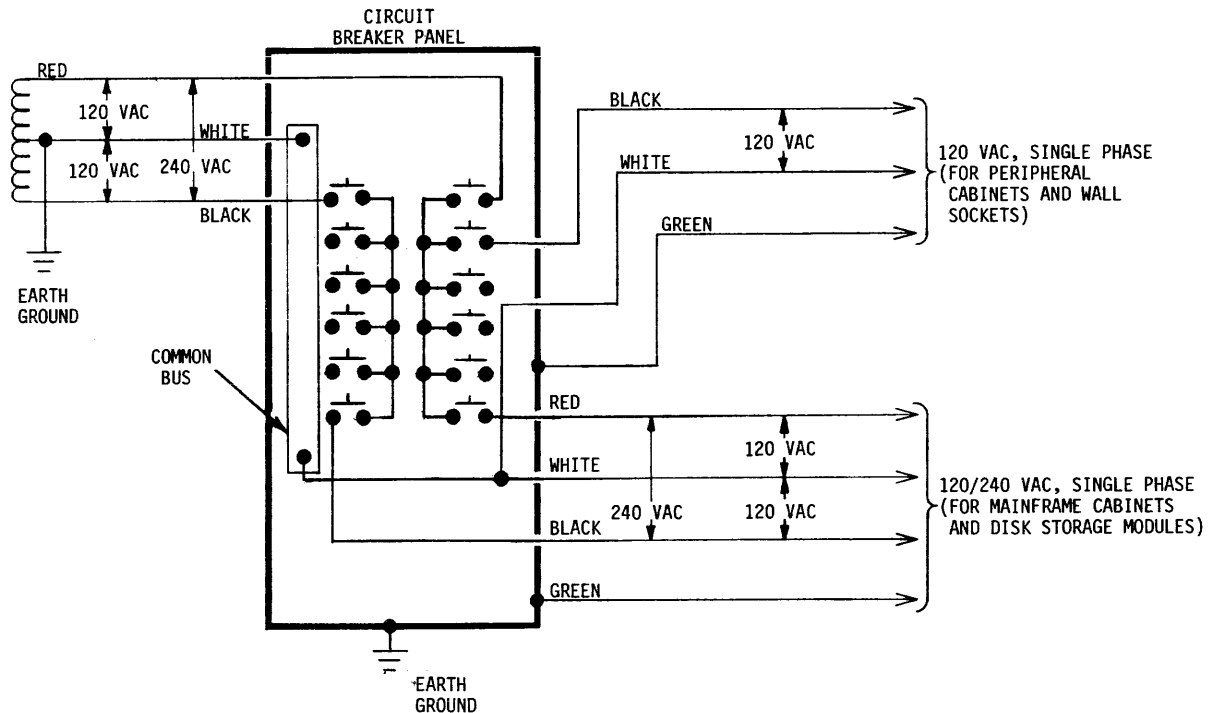 CIRCUIT
BREAKER PANEL
RED
120 VAC
WHITE
120 VAC
240 VAC
BLACK
EARTH
GROUND
COMMON
BUS
BLACK
120 VAC
WHITE
GREEN
120 VAC, SINGLE PHASE
(FOR PERIPHERAL
CABINETS AND WALL
SOCKETS)
RED
120 VAC
WHITE
240 VAC
120 VAC
BLACK
GREEN
120/240 VAC, SINGLE PHASE
(FOR MAINFRAME CABINETS
AND DISK STORAGE MODULES)
EARTH
GROUND